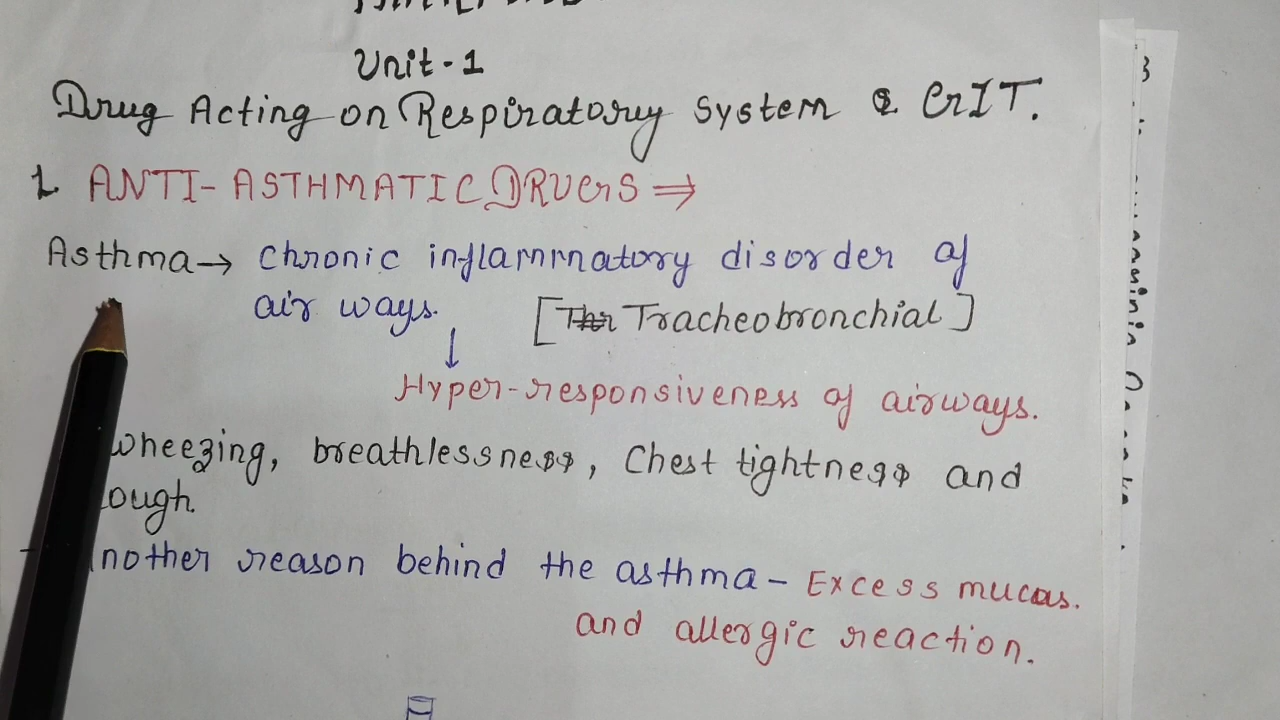 Unit-1
Drug Acting on Respiratory System & GIT.
1. ANTI-ASTHMATIC DRUGS ⇒
Asthma → chronic inflammatory disorder of
air ways. [Tracheobronchial]
↓
Hyper-responsiveness of airways.
wheezing, breathlessness, Chest tightness and
ough.
nother reason behind the asthma - Excess mucas.
and allergic reaction.